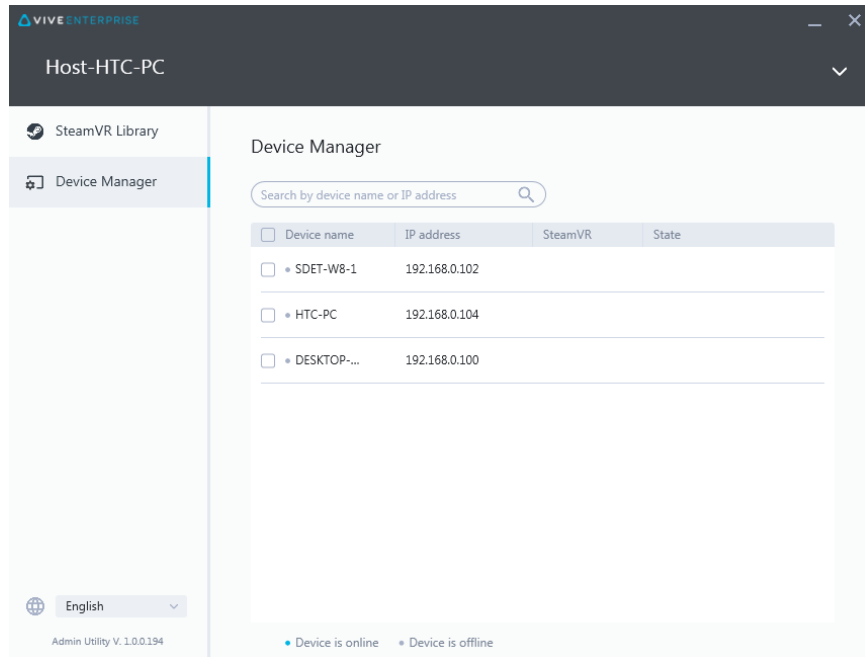 VIVE ENTERPRISE
Host-HTC-PC
SteamVR Library
Device Manager
Device Manager
Search by device name or IP address
Device name IP address SteamVR State
SDET-W8-1 192.168.0.102
HTC-PC 192.168.0.104
DESKTOP-... 192.168.0.100
English
Admin Utility V. 1.0.0.194
Device is online Device is offline